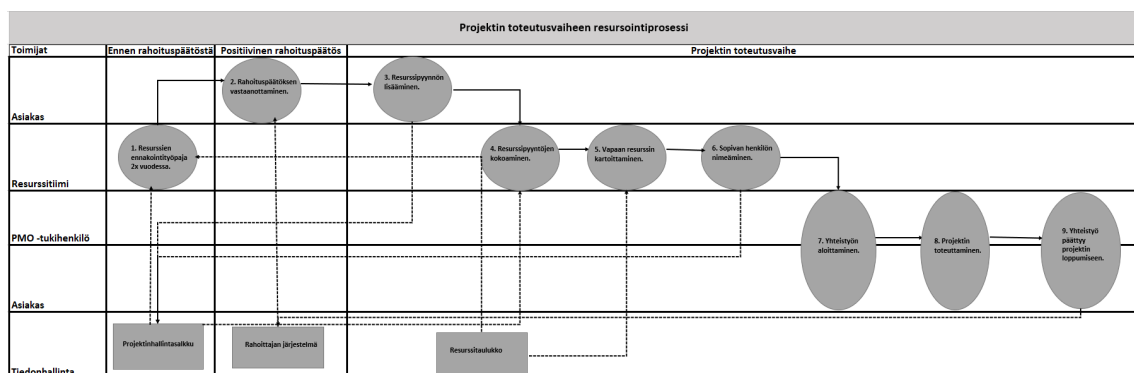 Projektin toteutusvaiheen resursointiprosessi
Toimijat
Ennen rahoituspäätöstä
Positiivinen rahoituspäätös
Projektin toteutusvaihe
Asiakas
2. Rahoituspäätöksen
vastaanottaminen.
3. Resurssipyynnön
lisääminen.
Resurssitiimi
1. Resurssien
ennakointityöpaja
2x vuodessa.
4. Resurssipyyntöjen
kokoaminen.
5. Vapaan resurssin
kartoittaminen.
6. Sopivan henkilön
nimeäminen.
PMO -tukihenkilö
7. Yhteistyön
aloittaminen.
8. Projektin
toteuttaminen.
9. Yhteistyö
päättyy
projektin
loppumiseen.
Asiakas
Tiedonhallinta
Projektinhallintasalkku
Rahoittajan järjestelmä
Resurssitaulukko